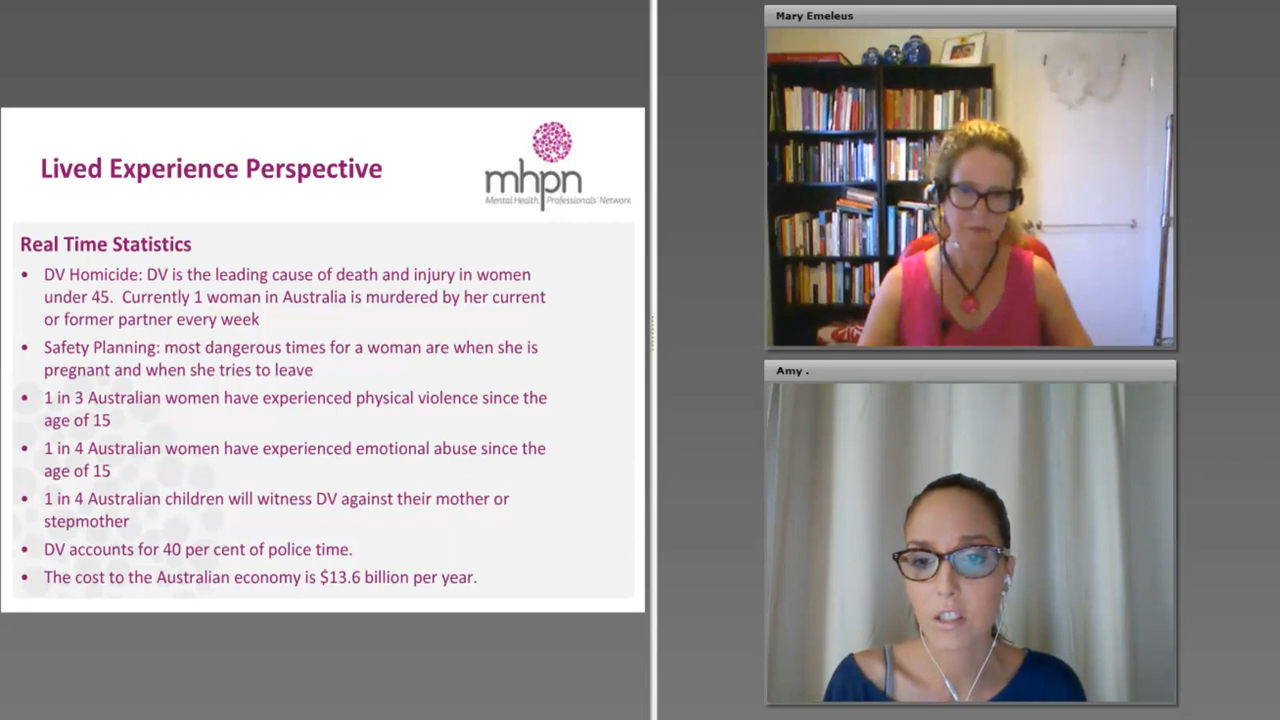 Lived Experience Perspective
mhpn
Mental Health Professionals' Network
Real Time Statistics
• DV Homicide: DV is the leading cause of death and injury in women
under 45. Currently 1 woman in Australia is murdered by her current
or former partner every week
• Safety Planning: most dangerous times for a woman are when she is
pregnant and when she tries to leave
• 1 in 3 Australian women have experienced physical violence since the
age of 15
• 1 in 4 Australian women have experienced emotional abuse since the
age of 15
• 1 in 4 Australian children will witness DV against their mother or
stepmother
• DV accounts for 40 per cent of police time.
• The cost to the Australian economy is $13.6 billion per year.
Mary Emeleus
Amy .